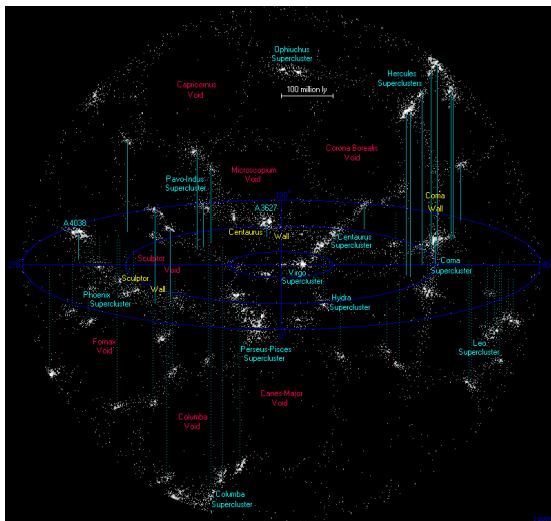 Ophiuchus
Supercluster
Hercules
Superclusters
Capricornus
Void
100 million ly
Corona Borealis
Void
Microscopium
Void
Pavo-Indus
Supercluster
Coma
Wall
A3627
A4038
Centaurus
Wall
Centaurus
Supercluster
Sculptor
Void
Coma
Supercluster
Virgo
Supercluster
Sculptor
Wall
Phoenix
Supercluster
Hydra
Supercluster
Perseus-Pisces
Supercluster
Leo
Supercluster
Fornax
Void
Canes-Major
Void
Columba
Void
Columba
Supercluster